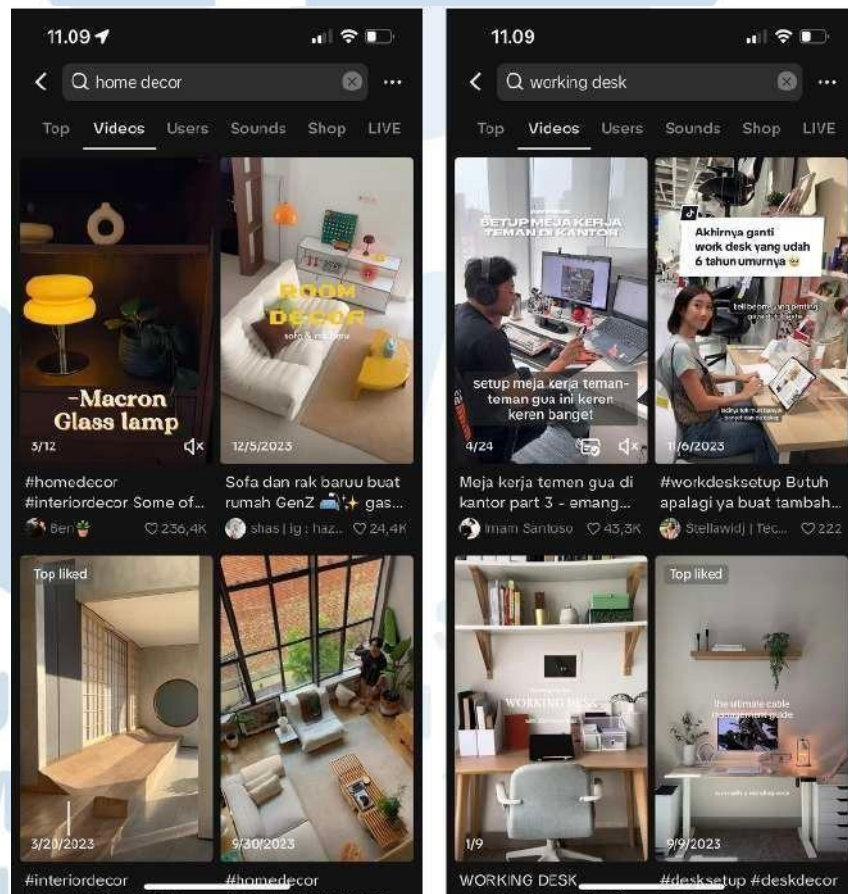 11.09
home decor
Top Videos Users Sounds Shop LIVE
-Macron
Glass lamp
3/12
#homedecor
#interiordecor Some of...
Ben
236,4K
ROOM
DECOR
12/5/2023
Sofa dan rak baruu buat
rumah GenZ gas...
shas | ig : haz...
24,4K
Top liked
3/20/2023
#interiordecor
9/30/2023
#homedecor
11.09
working desk
Top Videos Users Sounds Shop LIVE
SETUP MEJA KERJA
TEMAN DI KANTOR
setup meja kerja teman-
teman gua ini keren
keren banget
4/24
Meja kerja temen gua di
kantor part 3 - emang...
Imam Santoso
43,3K
Akhirnya ganti
work desk yang udah
6 tahun umurnya
11/6/2023
#workdesksetup Butuh
apalagi ya buat tambah...
Stellawidj | Tec...
222
WORKING DESK
1/9
WORKING DESK
Top liked
the ultimate cable
management guide
9/9/2023
#desksetup #deskdecor